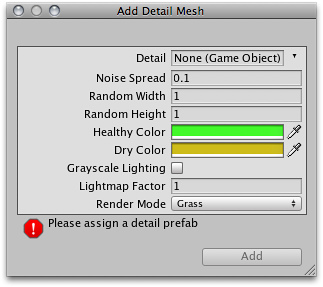 Add Detail Mesh
Detail None (Game Object)
Noise Spread 0.1
Random Width 1
Random Height 1
Healthy Color
Dry Color
Grayscale Lighting
Lightmap Factor 1
Render Mode Grass
! Please assign a detail prefab
Add